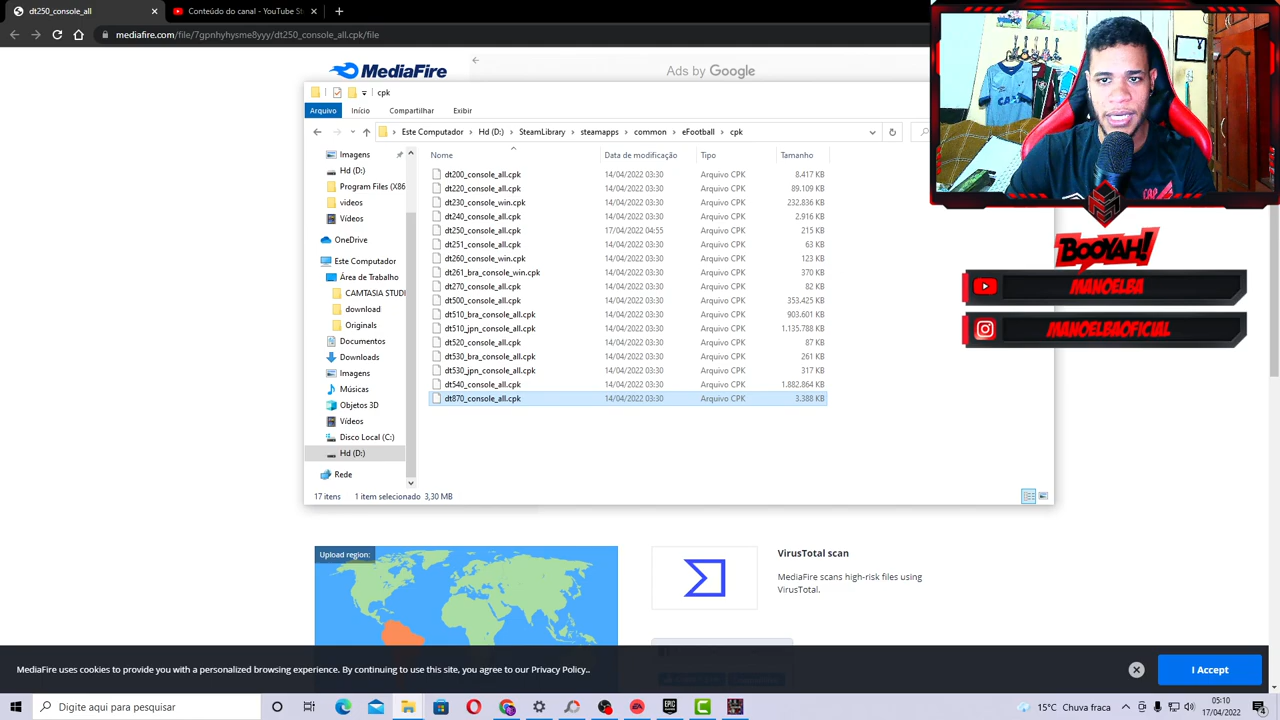 dt250_console_all
Conteúdo do canal - YouTube St
mediafire.com/file/7gpnhyhysme8yyy/dt250_console_all.cpk/file
MediaFire
Ads by Google
cpk
Arquivo
Início
Compartilhar
Exibir
Este Computador > Hd (D:) > SteamLibrary > steamapps > common > eFootball > cpk
Imagens
Hd (D:)
Program Files (X86
videos
Vídeos
OneDrive
Este Computador
Área de Trabalho
CAMTASIA STUDI
download
Originals
Documentos
Downloads
Imagens
Músicas
Objetos 3D
Vídeos
Disco Local (C:)
Hd (D:)
Rede
Nome Data de modificação Tipo Tamanho
dt200_console_all.cpk 14/04/2022 03:30 Arquivo CPK 8.417 KB
dt220_console_all.cpk 14/04/2022 03:30 Arquivo CPK 89.109 KB
dt230_console_win.cpk 14/04/2022 03:30 Arquivo CPK 232.836 KB
dt240_console_all.cpk 14/04/2022 03:30 Arquivo CPK 2.916 KB
dt250_console_all.cpk 17/04/2022 04:55 Arquivo CPK 215 KB
dt251_console_all.cpk 14/04/2022 03:30 Arquivo CPK 63 KB
dt260_console_win.cpk 14/04/2022 03:30 Arquivo CPK 123 KB
dt261_bra_console_win.cpk 14/04/2022 03:30 Arquivo CPK 370 KB
dt270_console_all.cpk 14/04/2022 03:30 Arquivo CPK 82 KB
dt500_console_all.cpk 14/04/2022 03:30 Arquivo CPK 353.425 KB
dt510_bra_console_all.cpk 14/04/2022 03:30 Arquivo CPK 903.601 KB
dt510_jpn_console_all.cpk 14/04/2022 03:30 Arquivo CPK 1.135.788 KB
dt520_console_all.cpk 14/04/2022 03:30 Arquivo CPK 87 KB
dt530_bra_console_all.cpk 14/04/2022 03:30 Arquivo CPK 261 KB
dt530_jpn_console_all.cpk 14/04/2022 03:30 Arquivo CPK 317 KB
dt540_console_all.cpk 14/04/2022 03:30 Arquivo CPK 1.882.864 KB
dt870_console_all.cpk 14/04/2022 03:30 Arquivo CPK 3.388 KB
17 itens
1 item selecionado 3,30 MB
BOOYAH!
MANOELBA
MANOELBAOFICIAL
Upload region:
VirusTotal scan
MediaFire scans high-risk files using
VirusTotal.
MediaFire uses cookies to provide you with a personalized browsing experience. By continuing to use this site, you agree to our Privacy Policy..
I Accept
Digite aqui para pesquisar
15°C Chuva fraca
05:10
17/04/2022
4